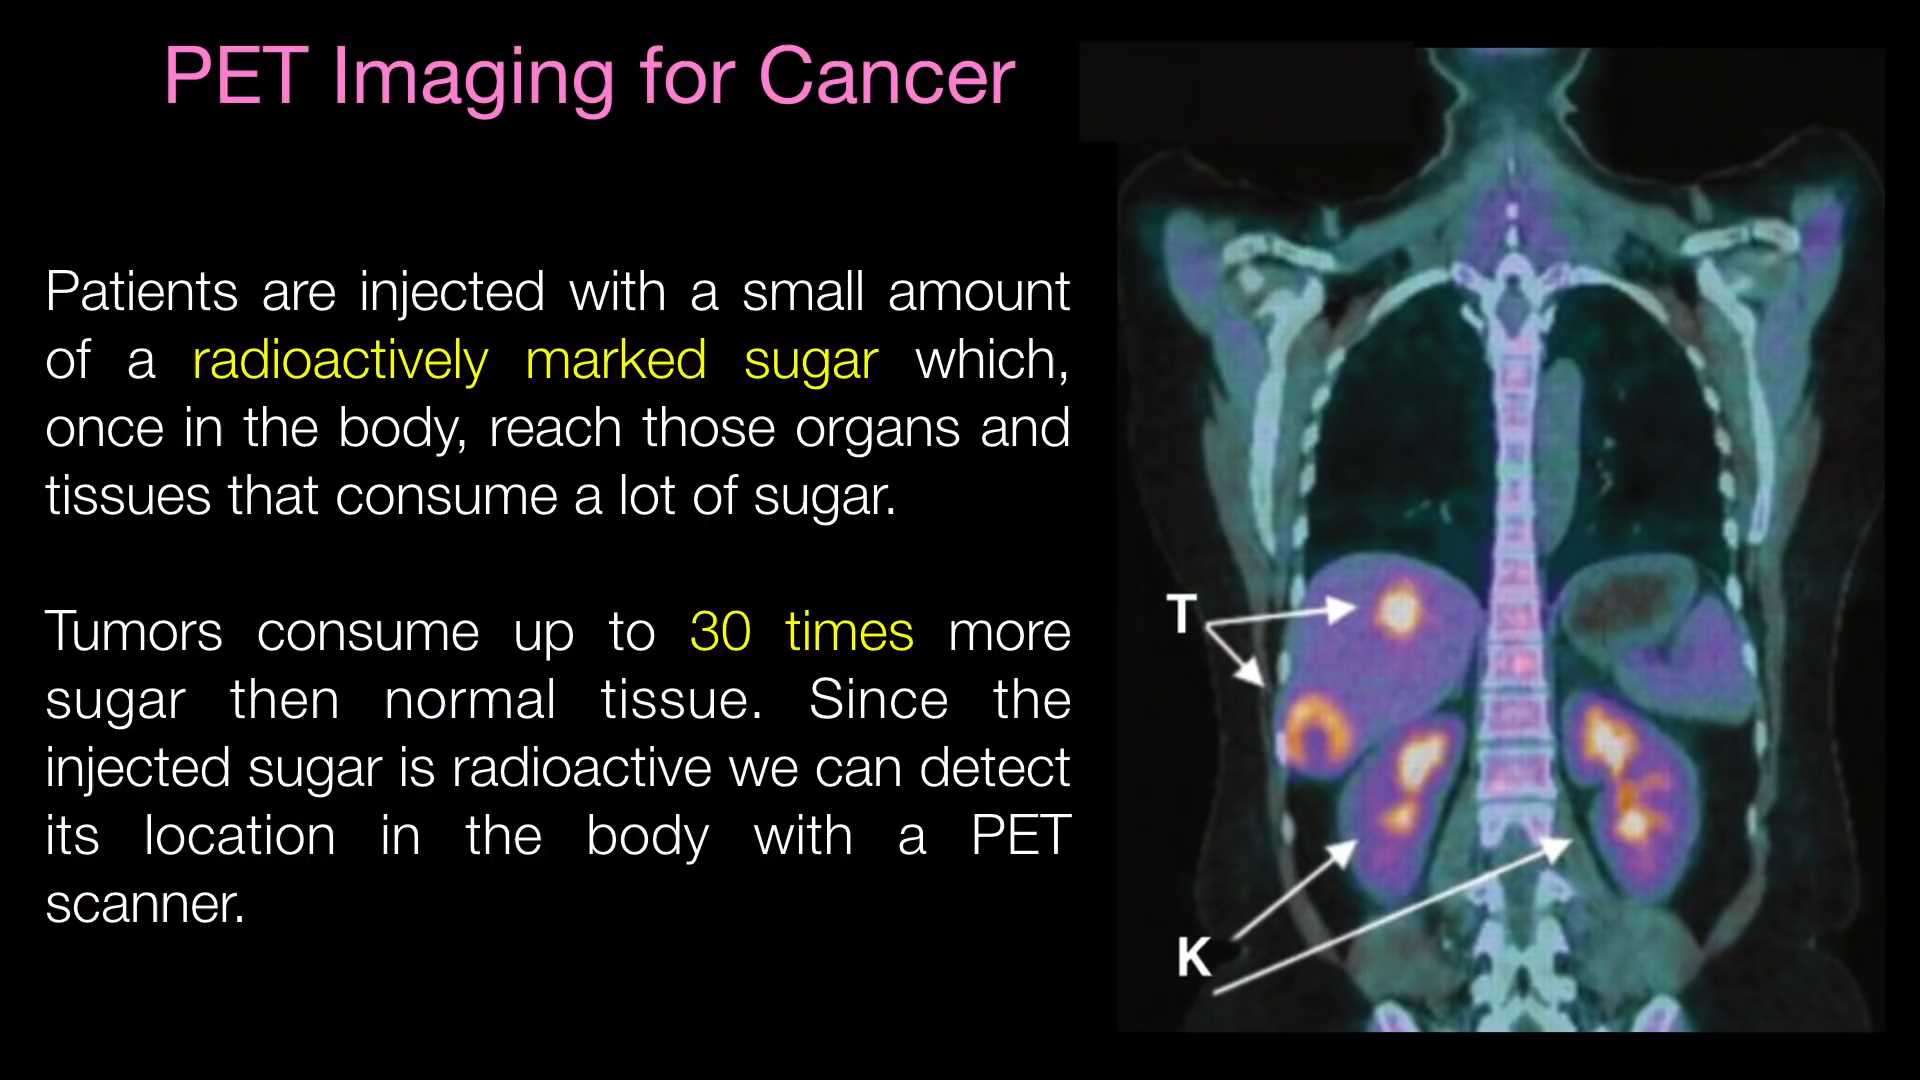 PET Imaging for Cancer
Patients are injected with a small amount
of a radioactively marked sugar which,
once in the body, reach those organs and
tissues that consume a lot of sugar.
Tumors consume up to 30 times more
sugar then normal tissue. Since the
injected sugar is radioactive we can detect
its location in the body with a PET
scanner.
T
K